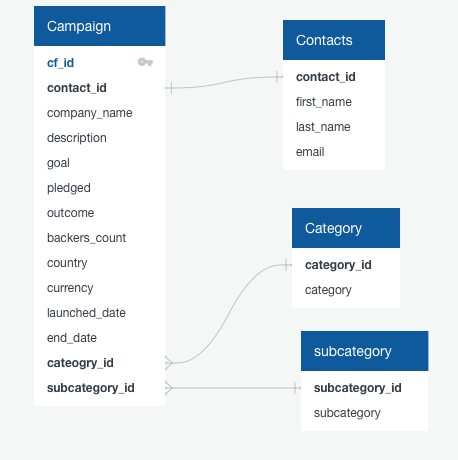 Campaign
cf_id
contact_id
company_name
description
goal
pledged
outcome
backers_count
country
currency
launched_date
end_date
cateogry_id
subcategory_id
Contacts
contact_id
first_name
last_name
email
Category
category_id
category
subcategory
subcategory_id
subcategory